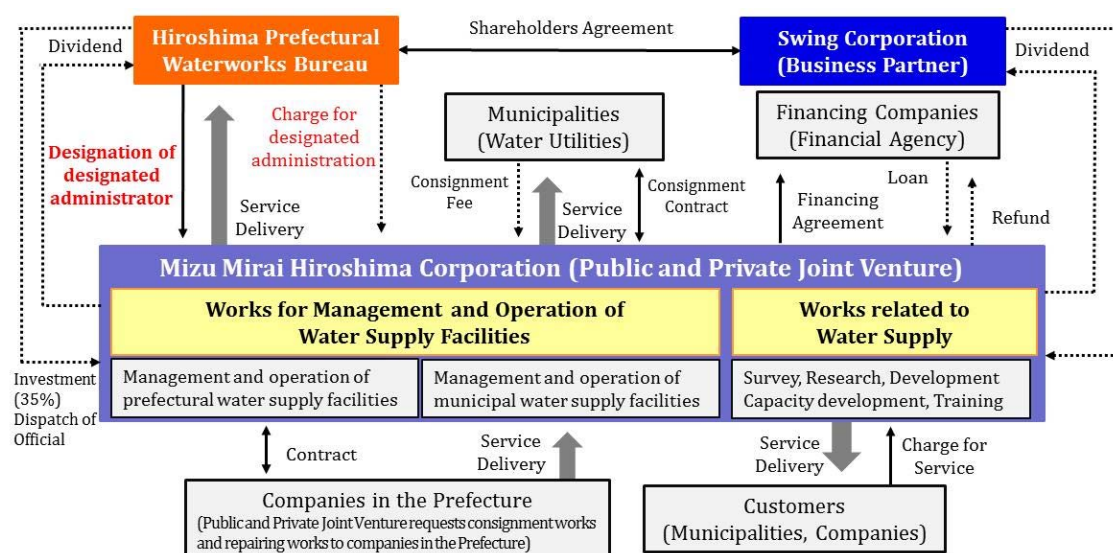 Dividend
Hiroshima Prefectural
Waterworks Bureau
Shareholders Agreement
Swing Corporation
(Business Partner)
Dividend
Designation of
designated
administrator
Charge for
designated
administration
Municipalities
(Water Utilities)
Financing Companies
(Financial Agency)
Service
Delivery
Consignment
Fee
Service
Delivery
Consignment
Contract
Financing
Agreement
Loan
Refund
Mizu Mirai Hiroshima Corporation (Public and Private Joint Venture)
Works for Management and Operation of
Water Supply Facilities
Works related to
Water Supply
Management and operation of
prefectural water supply facilities
Management and operation of
municipal water supply facilities
Survey, Research, Development
Capacity development, Training
Investment
(35%)
Dispatch of
Official
Contract
Service
Delivery
Service
Delivery
Charge for
Service
Companies in the Prefecture
(Public and Private Joint Venture requests consignment works
and repairing works to companies in the Prefecture)
Customers
(Municipalities, Companies)